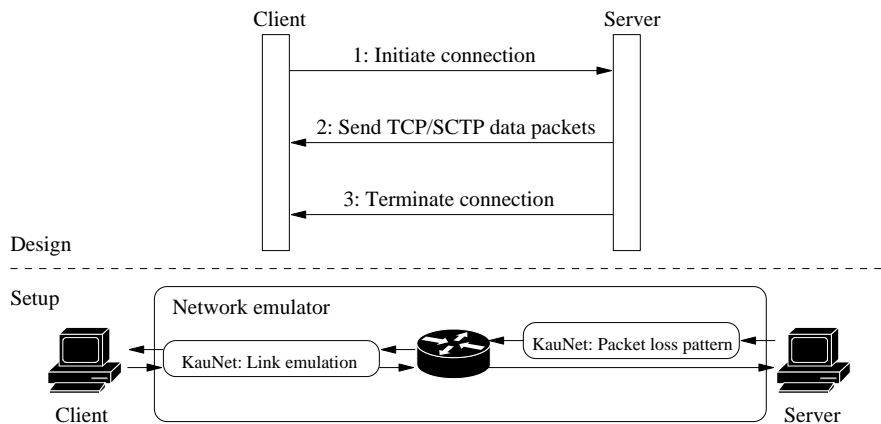 Client
Server
1: Initiate connection
2: Send TCP/SCTP data packets
3: Terminate connection
Design
Setup
Network emulator
KauNet: Packet loss pattern
KauNet: Link emulation
Client
Server